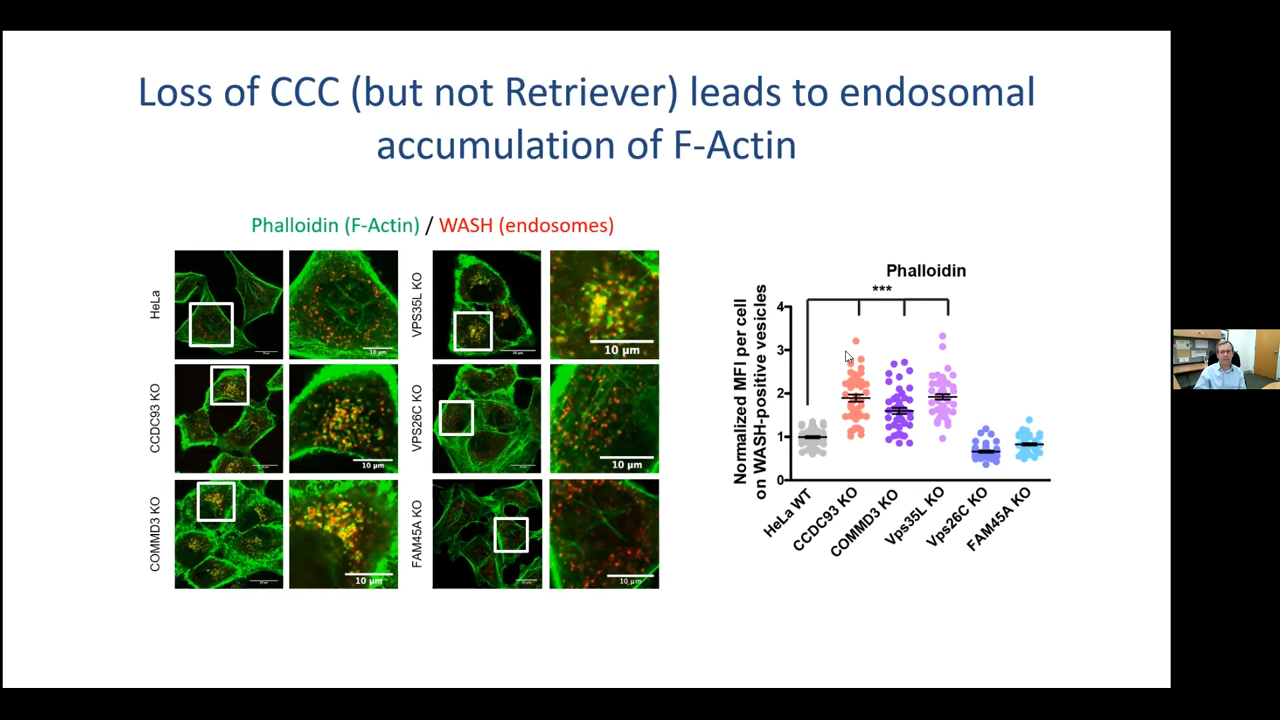 Loss of CCC (but not Retriever) leads to endosomal
accumulation of F-Actin
Phalloidin (F-Actin) / WASH (endosomes)
HeLa
10 µm
VPS35L KO
10 µm
CCDC93 KO
10 µm
VPS26C KO
10 µm
COMMD3 KO
10 µm
FAM45A KO
10 µm
Phalloidin
***
Normalized MFI per cell
on WASH-positive vesicles
4
3
2
1
0
HeLa WT
CCDC93 KO
COMMD3 KO
Vps35L KO
Vps26C KO
FAM45A KO